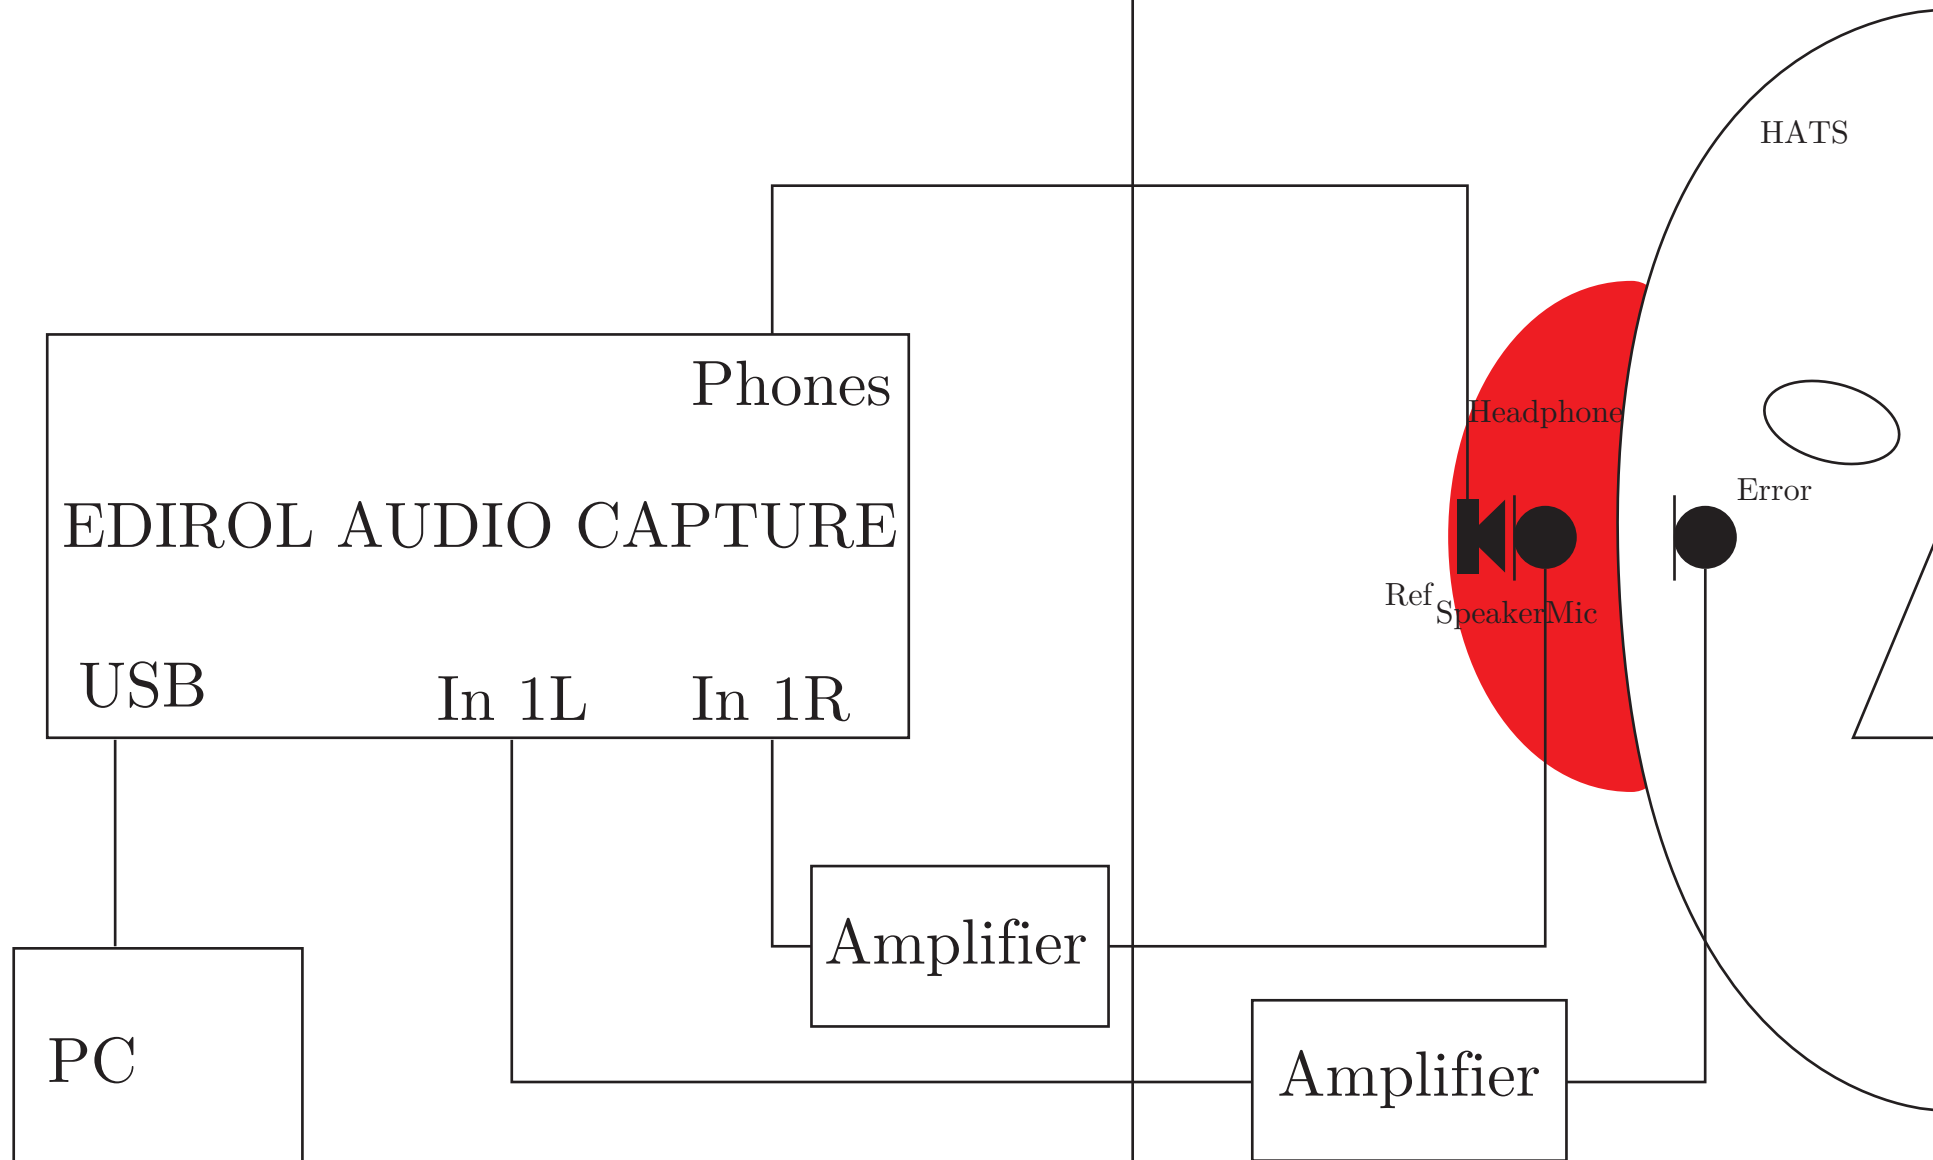 HATS
Phones
Headphone
EDIROL AUDIO CAPTURE
Error
Ref
SpeakerMic
USB
In 1L
In 1R
Amplifier
PC
Amplifier